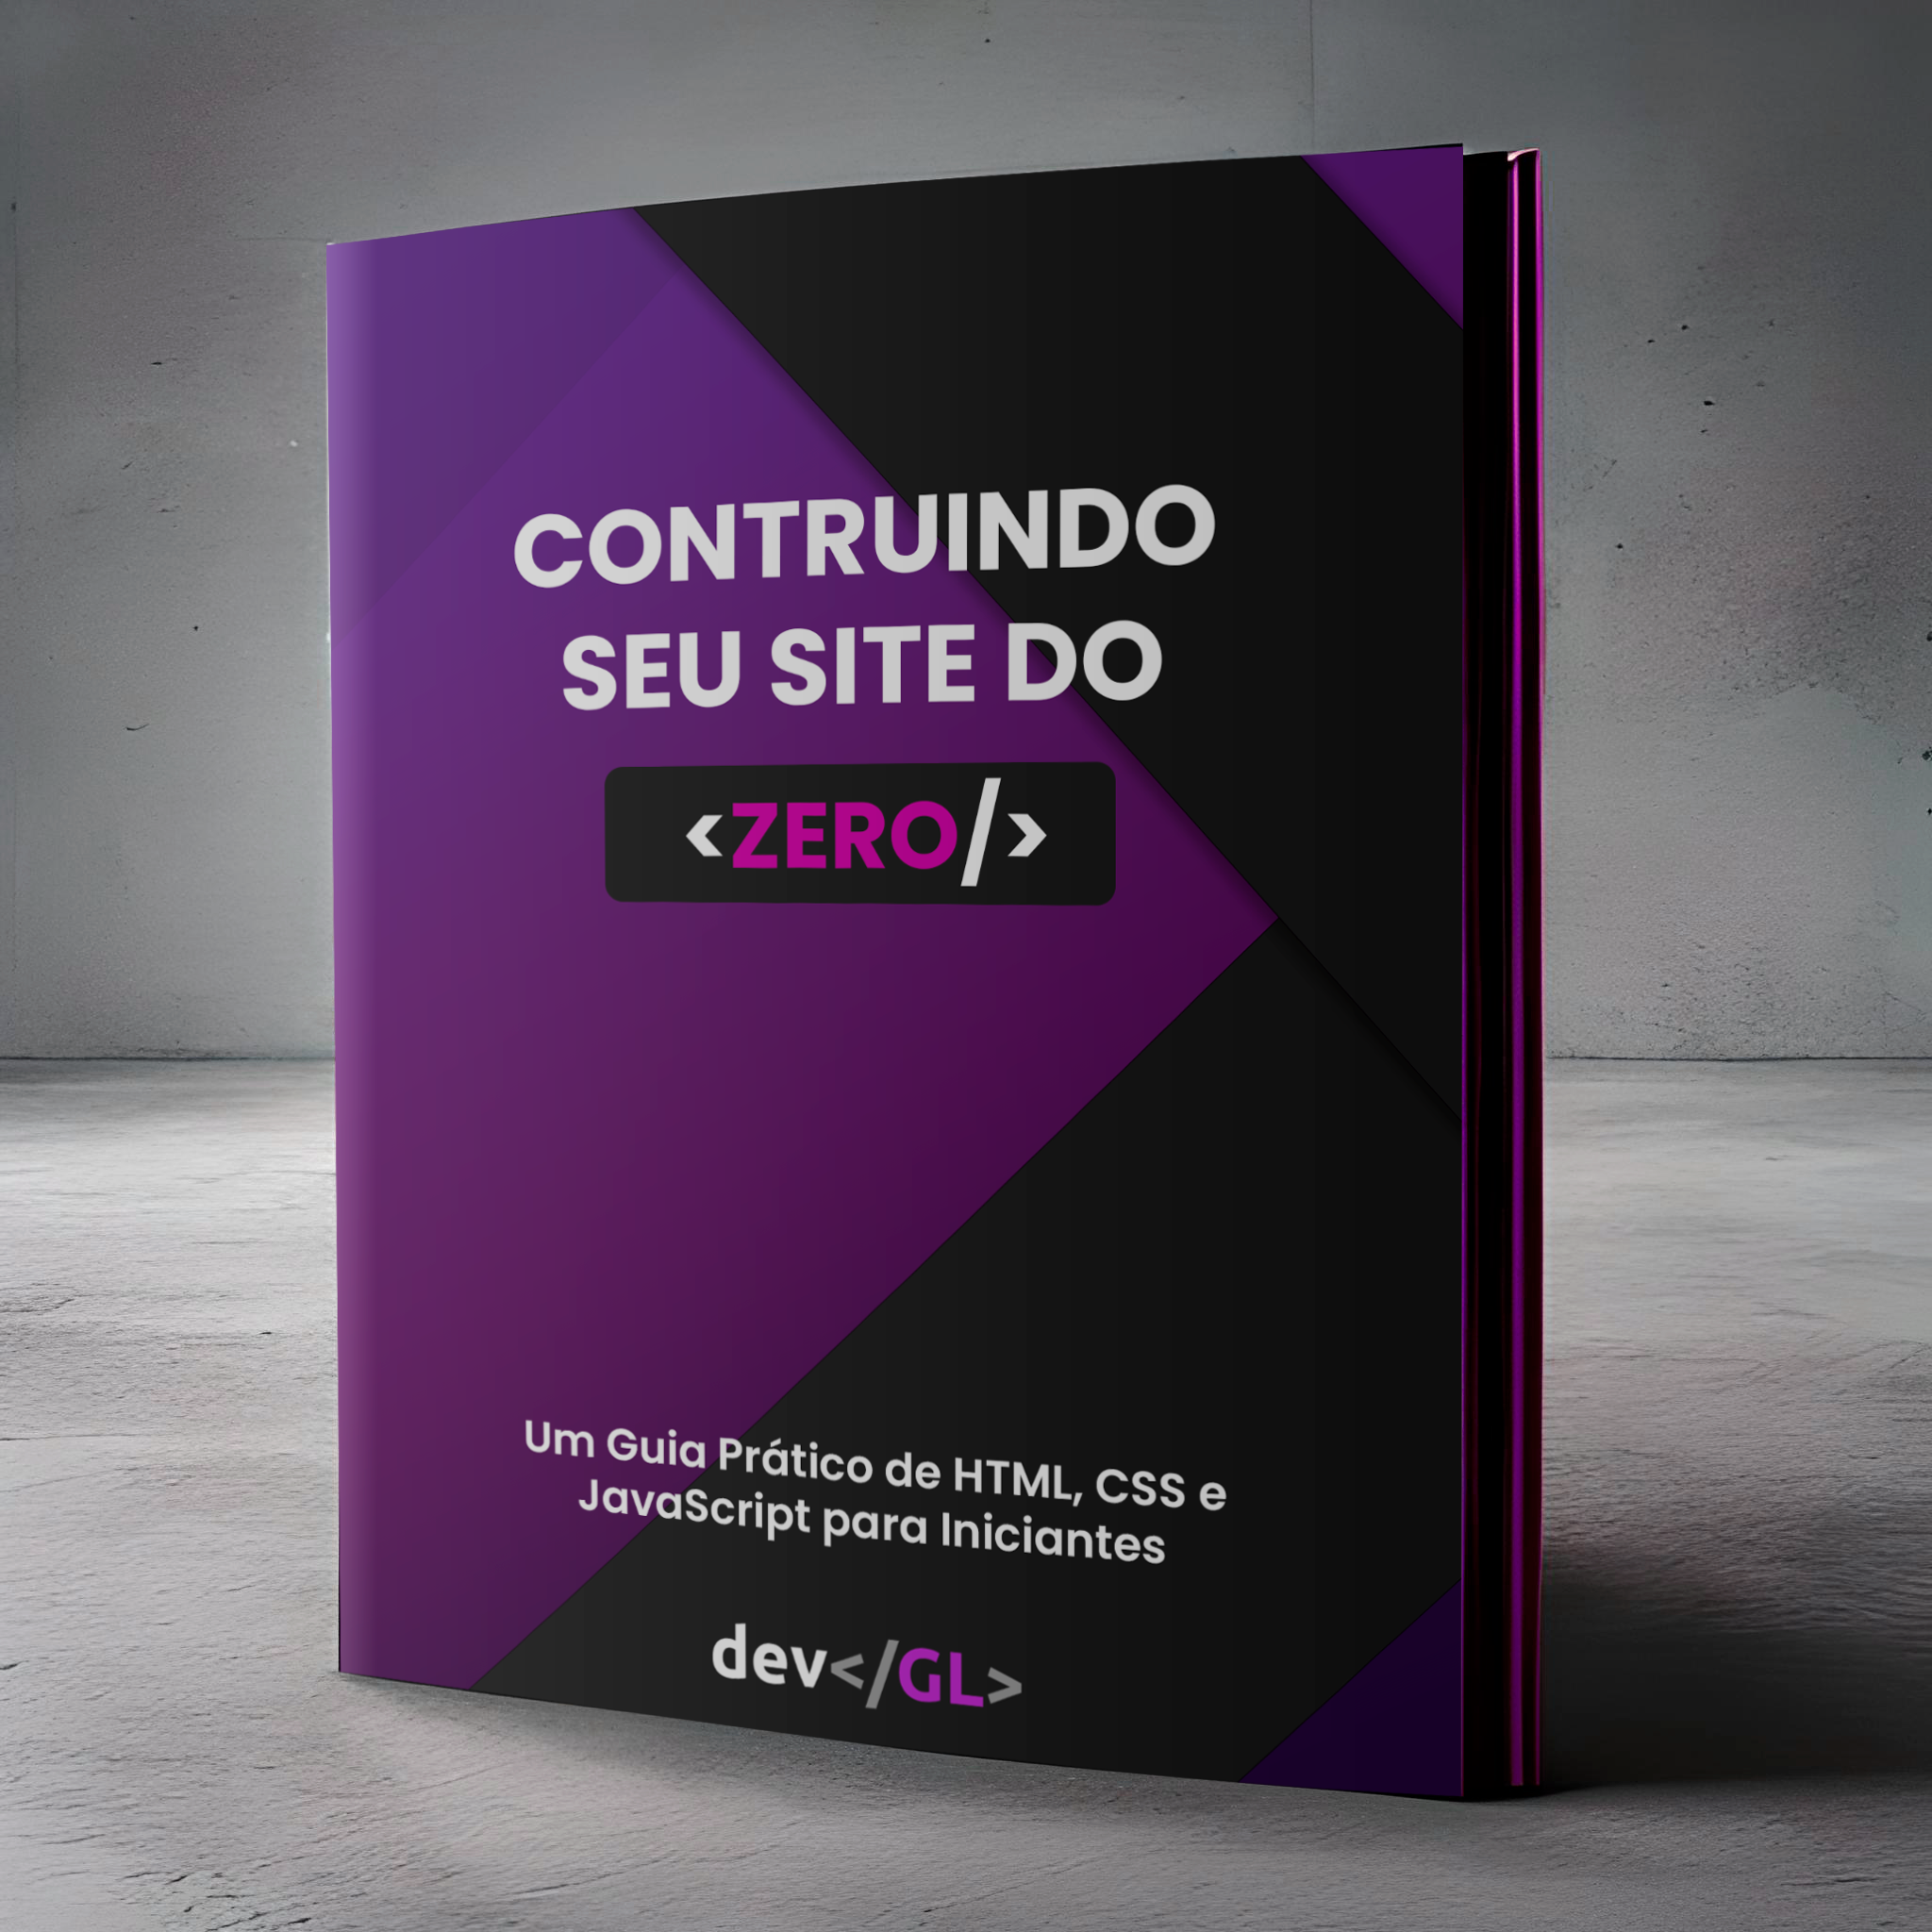 CONTRUINDO
SEU SITE DO
<ZERO/>
Um Guia Prático de HTML, CSS e
JavaScript para Iniciantes
dev</GL>